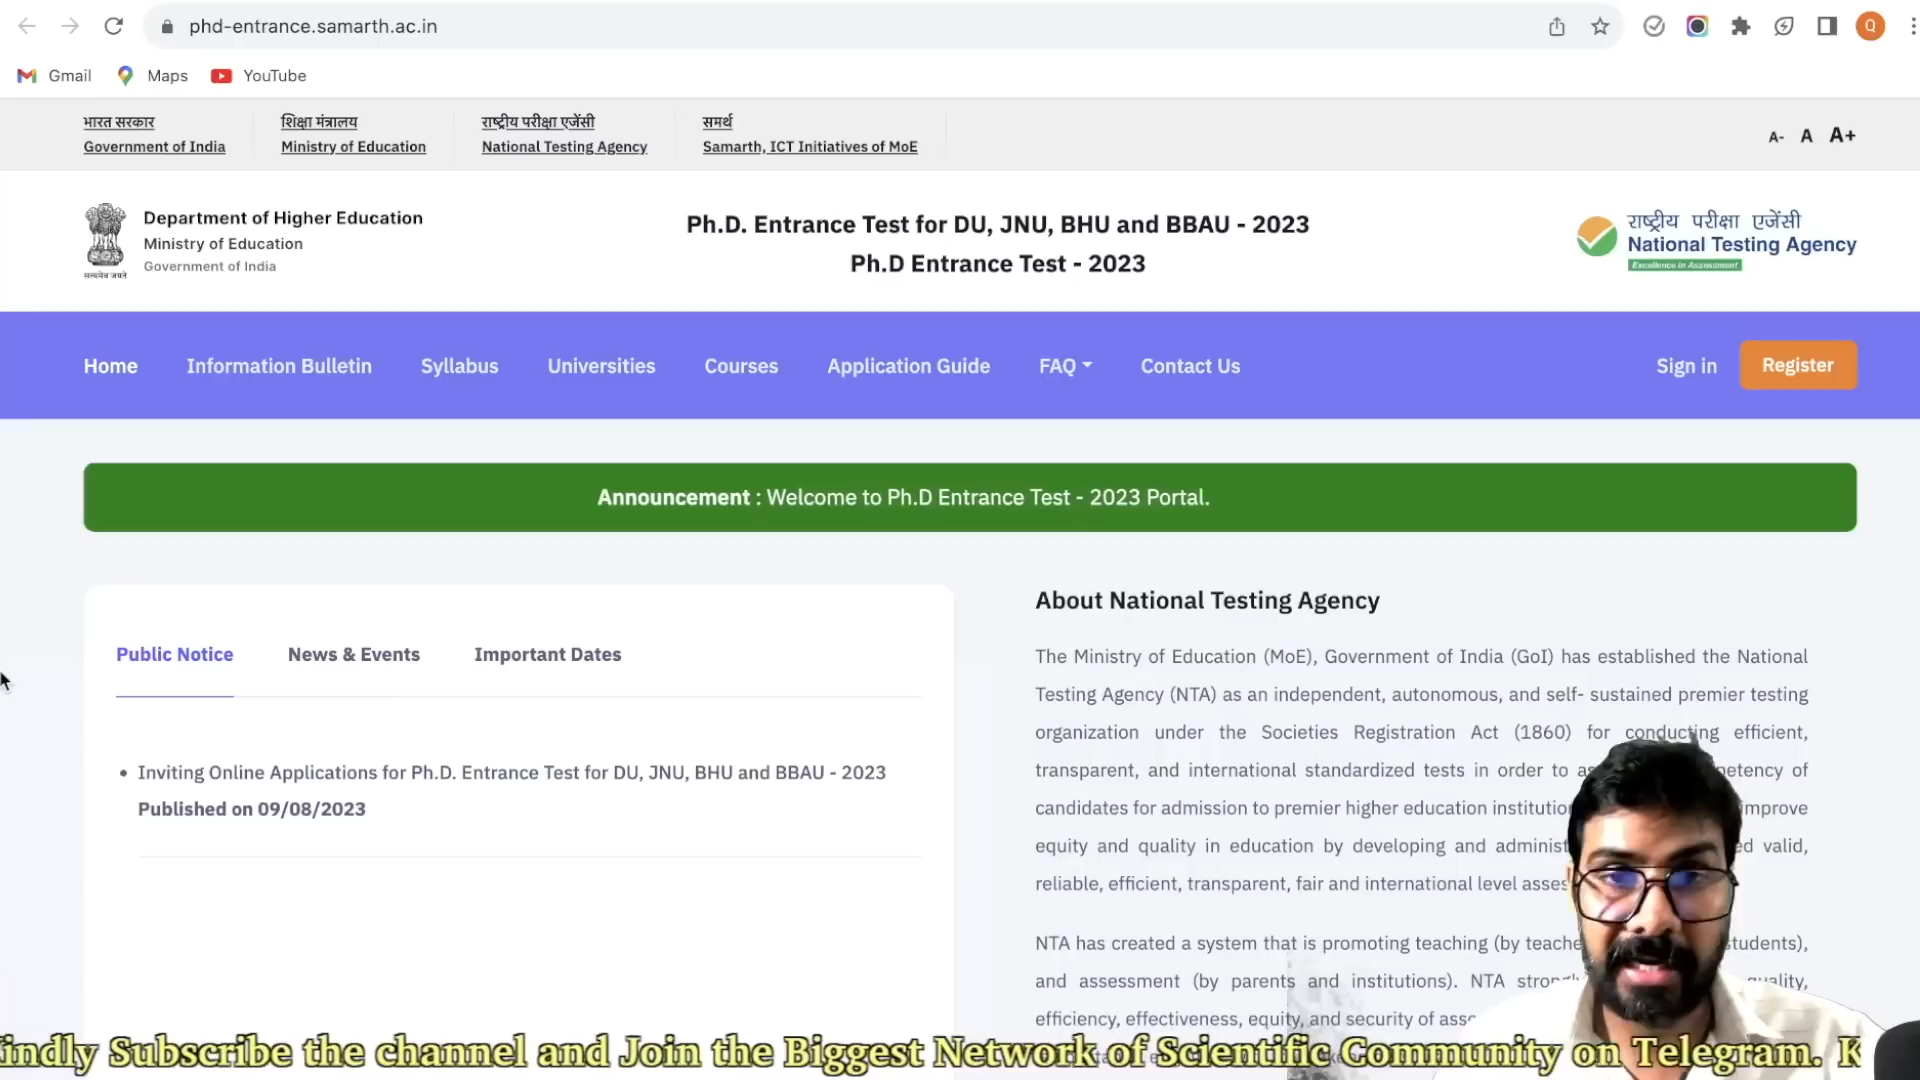 phd-entrance.samarth.ac.in
Q
Gmail Maps YouTube
भारत सरकार शिक्षा मंत्रालय राष्ट्रीय परीक्षा एजेंसी समर्थ
Government of India Ministry of Education National Testing Agency Samarth, ICT Initiatives of MoE
A- A A+
Department of Higher Education
Ministry of Education
Government of India
सत्यमेव जयते
Ph.D. Entrance Test for DU, JNU, BHU and BBAU - 2023
Ph.D Entrance Test - 2023
राष्ट्रीय परीक्षा एजेंसी
National Testing Agency
Excellence in Assessment
Home Information Bulletin Syllabus Universities Courses Application Guide FAQ Contact Us Sign in Register
Announcement : Welcome to Ph.D Entrance Test - 2023 Portal.
Public Notice News & Events Important Dates
• Inviting Online Applications for Ph.D. Entrance Test for DU, JNU, BHU and BBAU - 2023
Published on 09/08/2023
About National Testing Agency
The Ministry of Education (MoE), Government of India (GoI) has established the National
Testing Agency (NTA) as an independent, autonomous, and self- sustained premier testing
organization under the Societies Registration Act (1860) for conducting efficient,
transparent, and international standardized tests in order to
candidates for admission to premier higher education improve
equity and quality in education by developing and valid,
reliable, efficient, transparent, fair and international level
NTA has created a system that is promoting teaching (by students),
and assessment (by parents and institutions). NTA
efficiency, effectiveness, equity, and security of
Kindly Subscribe the channel and Join the Biggest Network of Scientific Community on Telegram. K